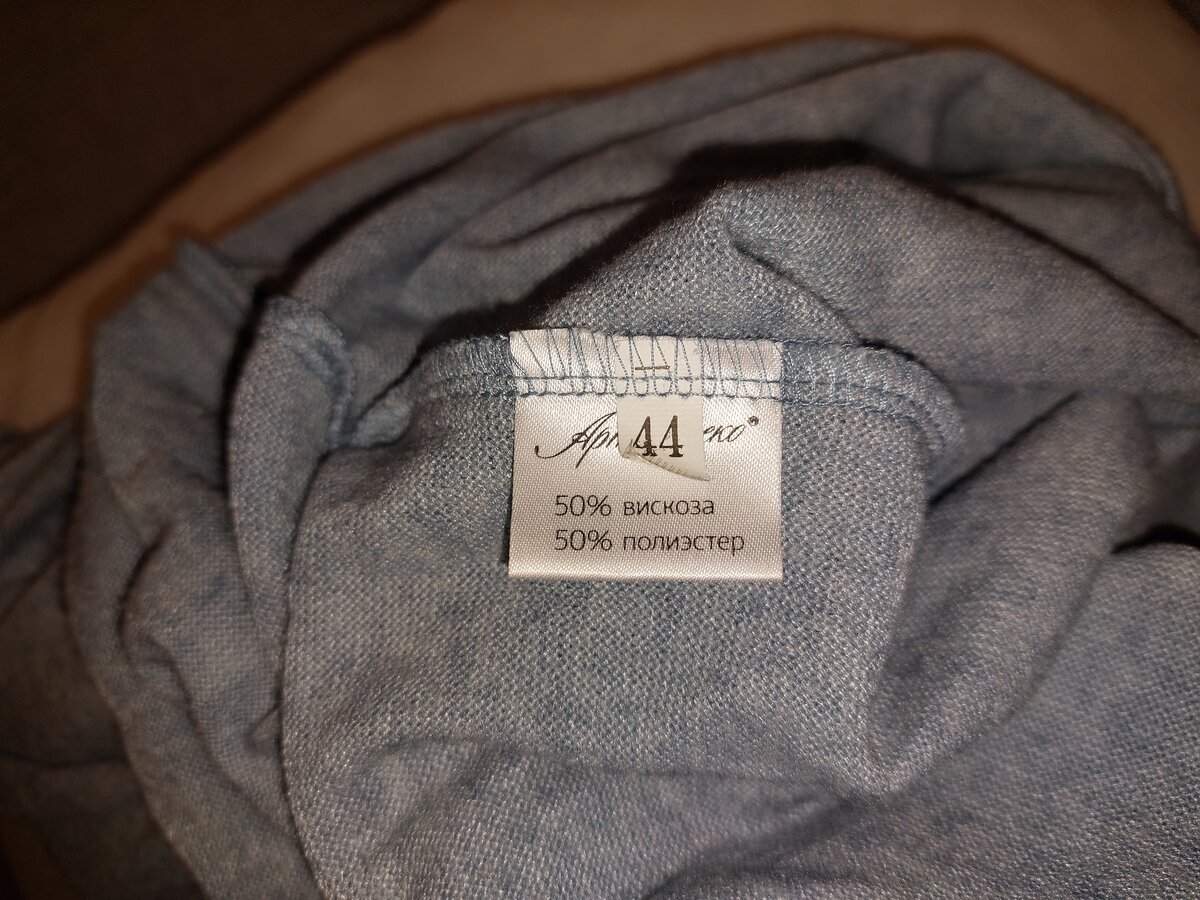 44
50% вискоза
50% полиэстер